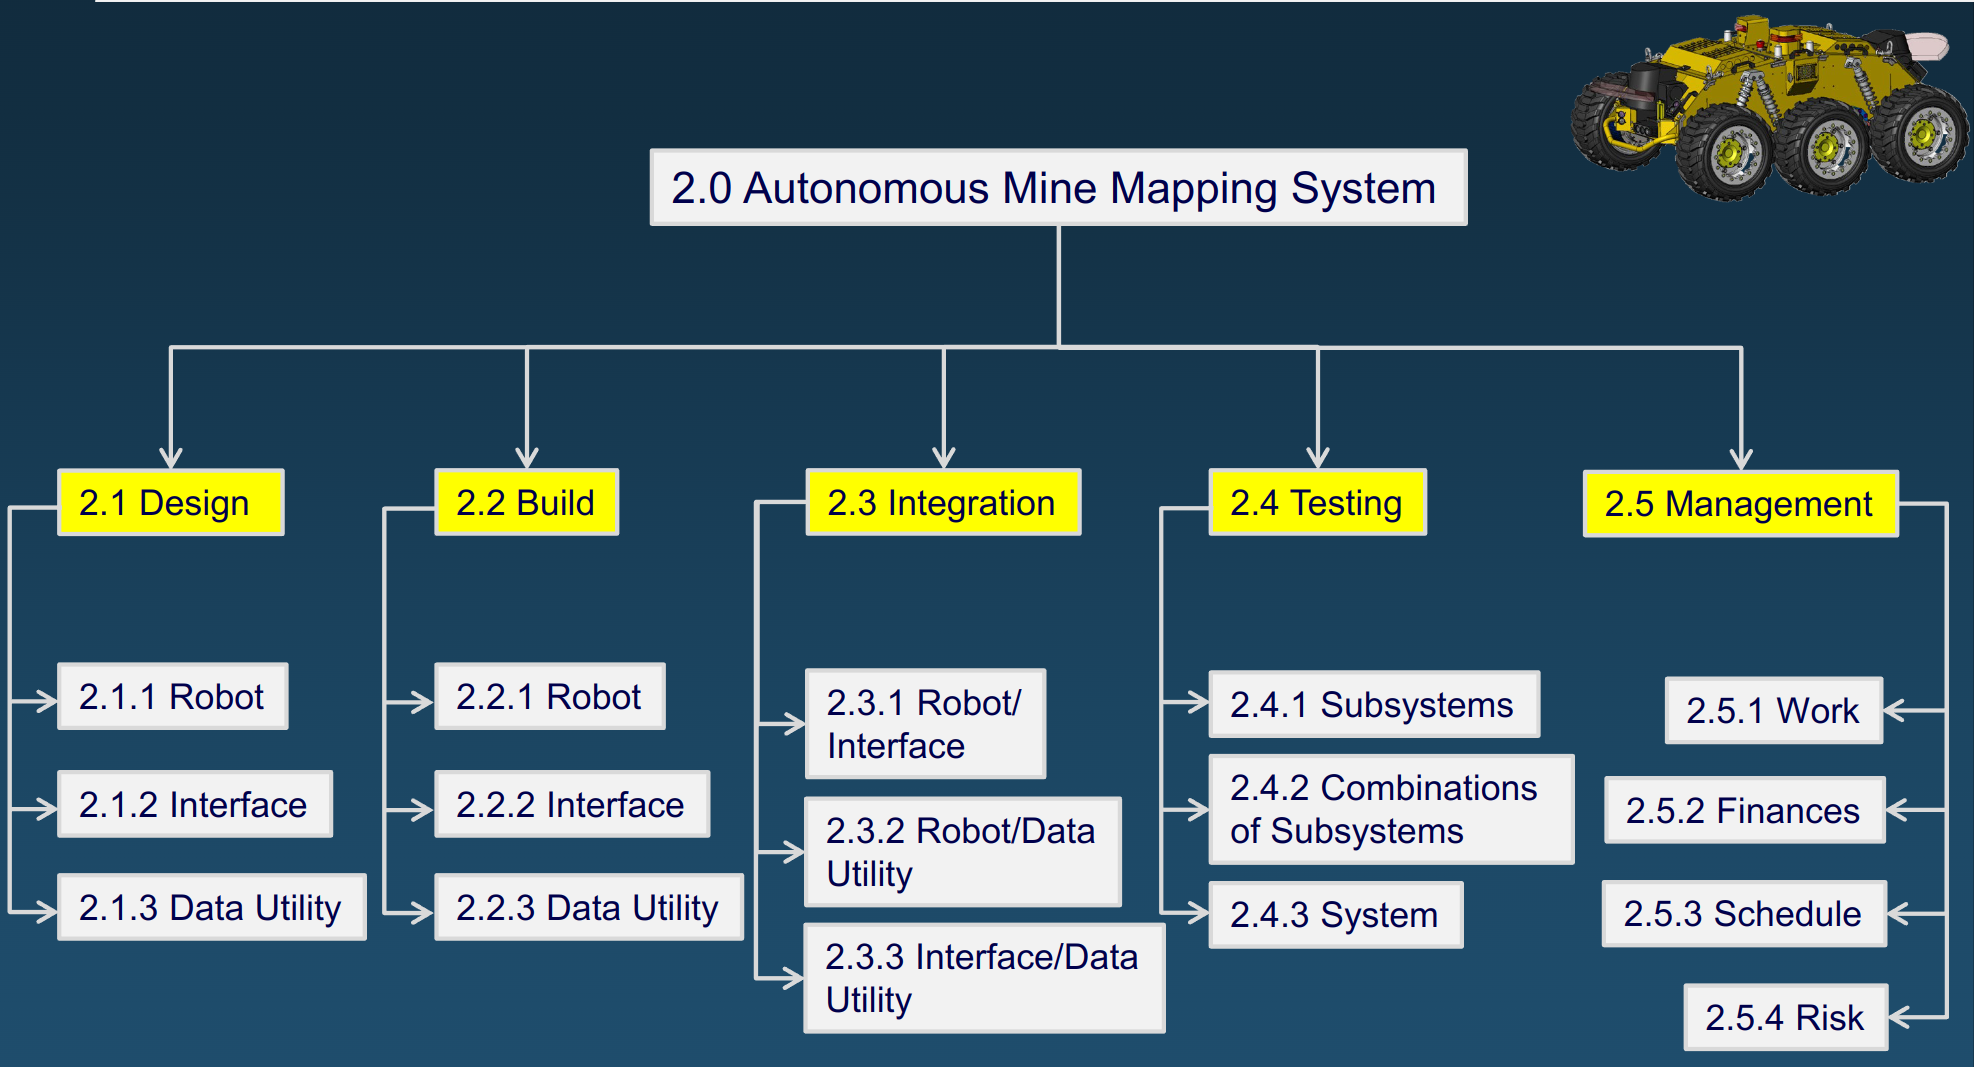 2.0 Autonomous Mine Mapping System
2.1 Design
2.1.1 Robot
2.1.2 Interface
2.1.3 Data Utility
2.2 Build
2.2.1 Robot
2.2.2 Interface
2.2.3 Data Utility
2.3 Integration
2.3.1 Robot/
Interface
2.3.2 Robot/Data
Utility
2.3.3 Interface/Data
Utility
2.4 Testing
2.4.1 Subsystems
2.4.2 Combinations
of Subsystems
2.4.3 System
2.5 Management
2.5.1 Work
2.5.2 Finances
2.5.3 Schedule
2.5.4 Risk